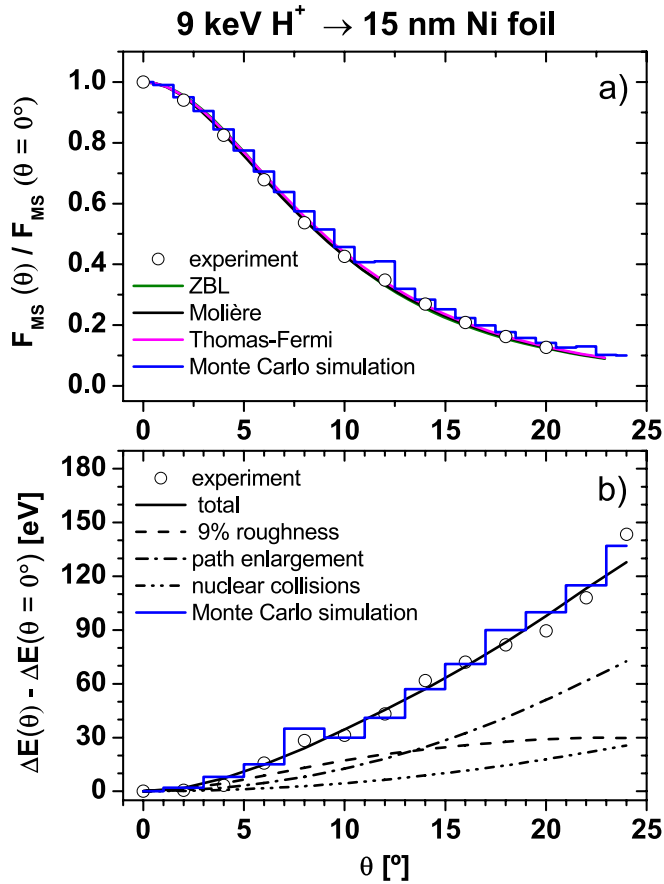 9 keV H⁺ → 15 nm Ni foil
a)
F_MS (θ) / F_MS (θ = 0°)
1.0
0.8
0.6
0.4
0.2
0.0
experiment
ZBL
Molière
Thomas-Fermi
Monte Carlo simulation
0 5 10 15 20 25
b)
ΔE(θ) - ΔE(θ = 0°) [eV]
180
150
120
90
60
30
0
experiment
total
9% roughness
path enlargement
nuclear collisions
Monte Carlo simulation
0 5 10 15 20 25
θ [º]